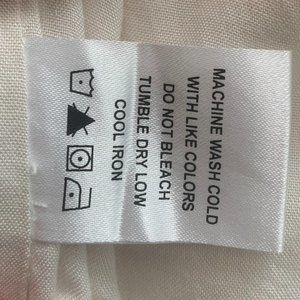 MACHINE WASH COLD
WITH LIKE COLORS
DO NOT BLEACH
TUMBLE DRY LOW
COOL IRON